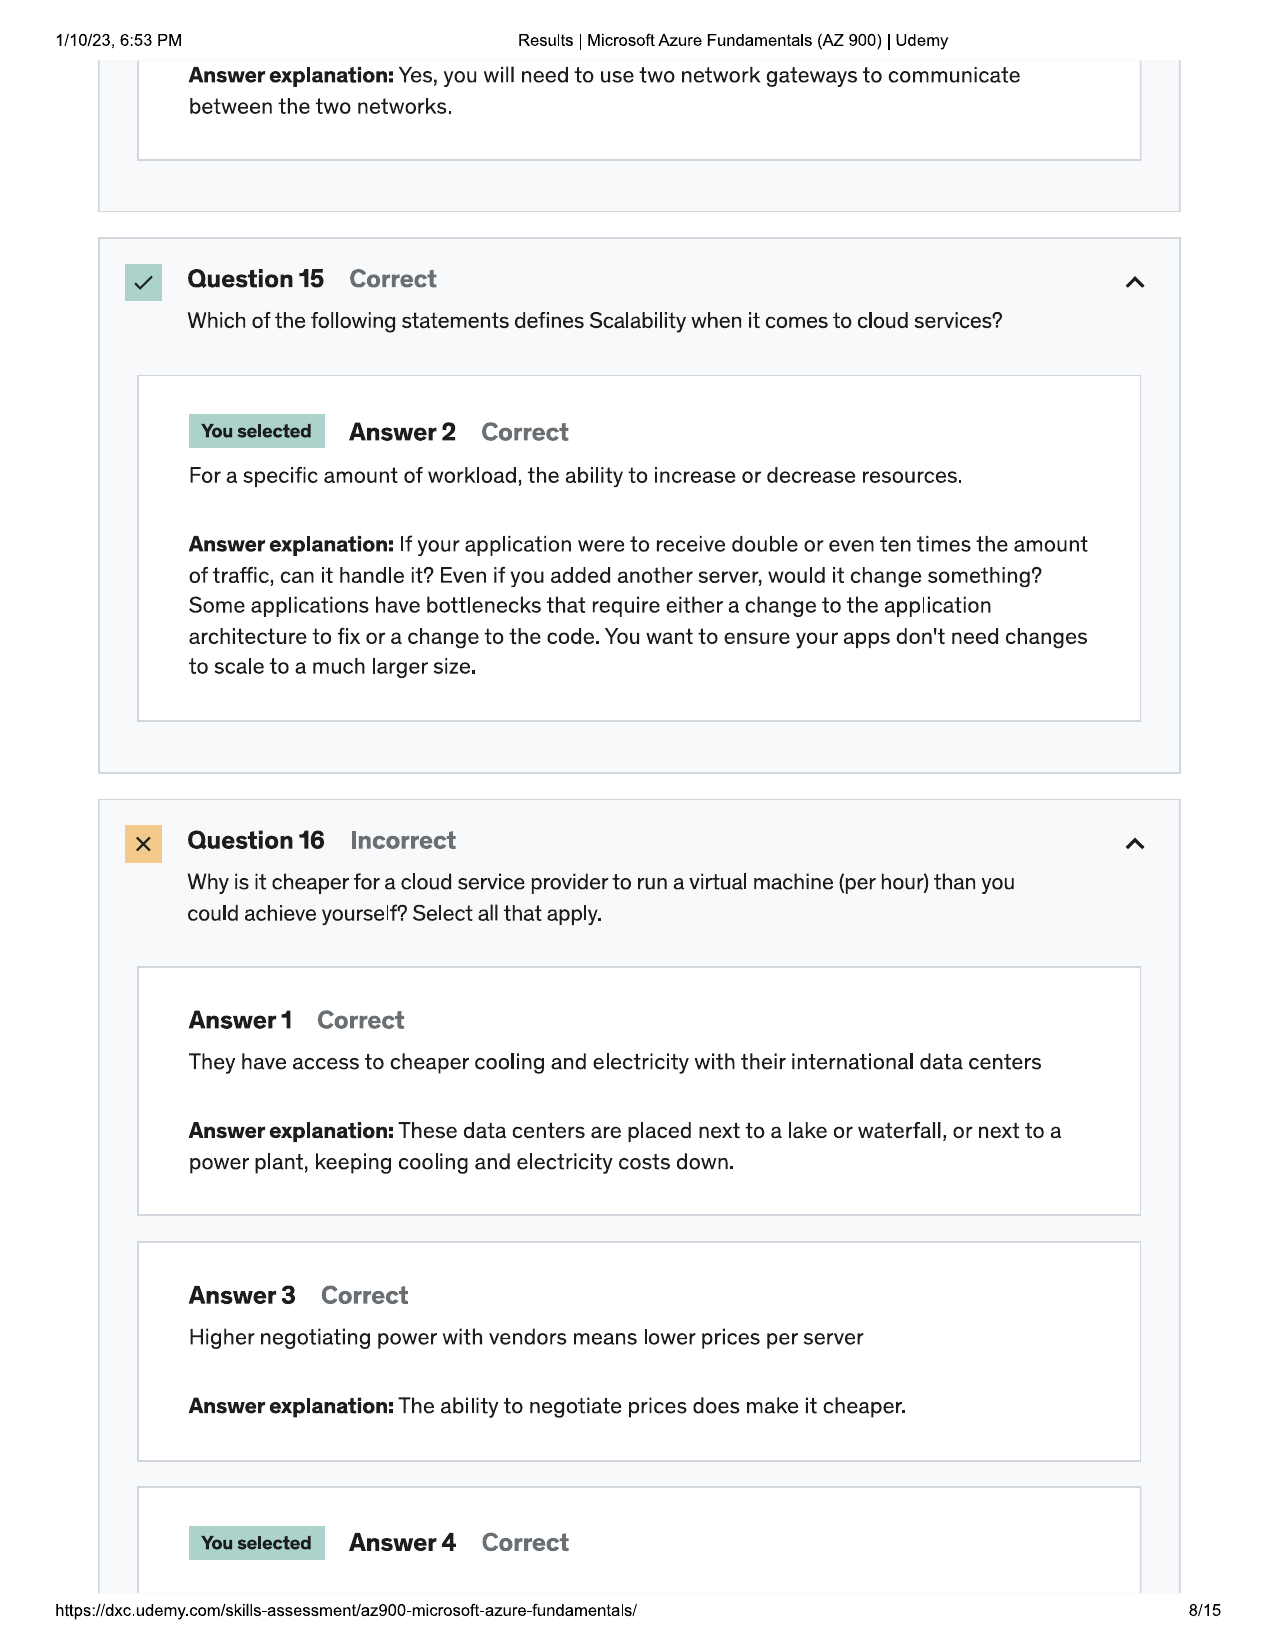 1/10/23, 6:53 PM
Results | Microsoft Azure Fundamentals (AZ 900) | Udemy
Answer explanation: Yes, you will need to use two network gateways to communicate
between the two networks.
Question 15 Correct
Which of the following statements defines Scalability when it comes to cloud services?
You selected Answer 2 Correct
For a specific amount of workload, the ability to increase or decrease resources.
Answer explanation: If your application were to receive double or even ten times the amount
of traffic, can it handle it? Even if you added another server, would it change something?
Some applications have bottlenecks that require either a change to the application
architecture to fix or a change to the code. You want to ensure your apps don't need changes
to scale to a much larger size.
Question 16 Incorrect
Why is it cheaper for a cloud service provider to run a virtual machine (per hour) than you
could achieve yourself? Select all that apply.
Answer 1 Correct
They have access to cheaper cooling and electricity with their international data centers
Answer explanation: These data centers are placed next to a lake or waterfall, or next to a
power plant, keeping cooling and electricity costs down.
Answer 3 Correct
Higher negotiating power with vendors means lower prices per server
Answer explanation: The ability to negotiate prices does make it cheaper.
You selected Answer 4 Correct
https://dxc.udemy.com/skills-assessment/az900-microsoft-azure-fundamentals/
8/15